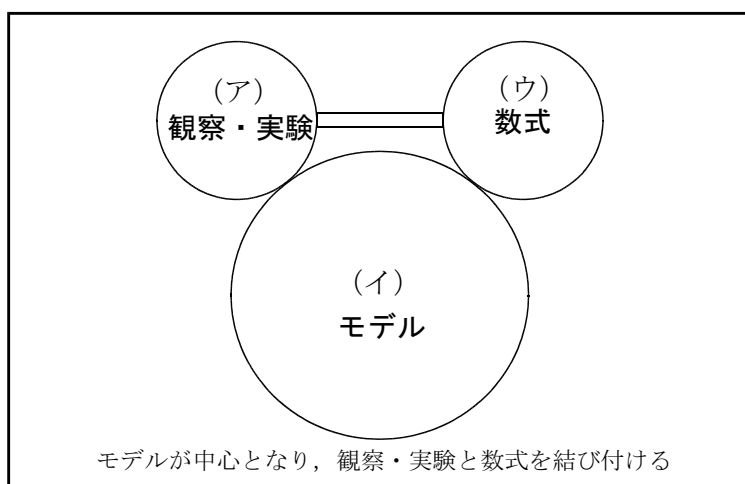 (ア)
観察・実験
(ウ)
数式
(イ)
モデル
モデルが中心となり，観察・実験と数式を結び付ける